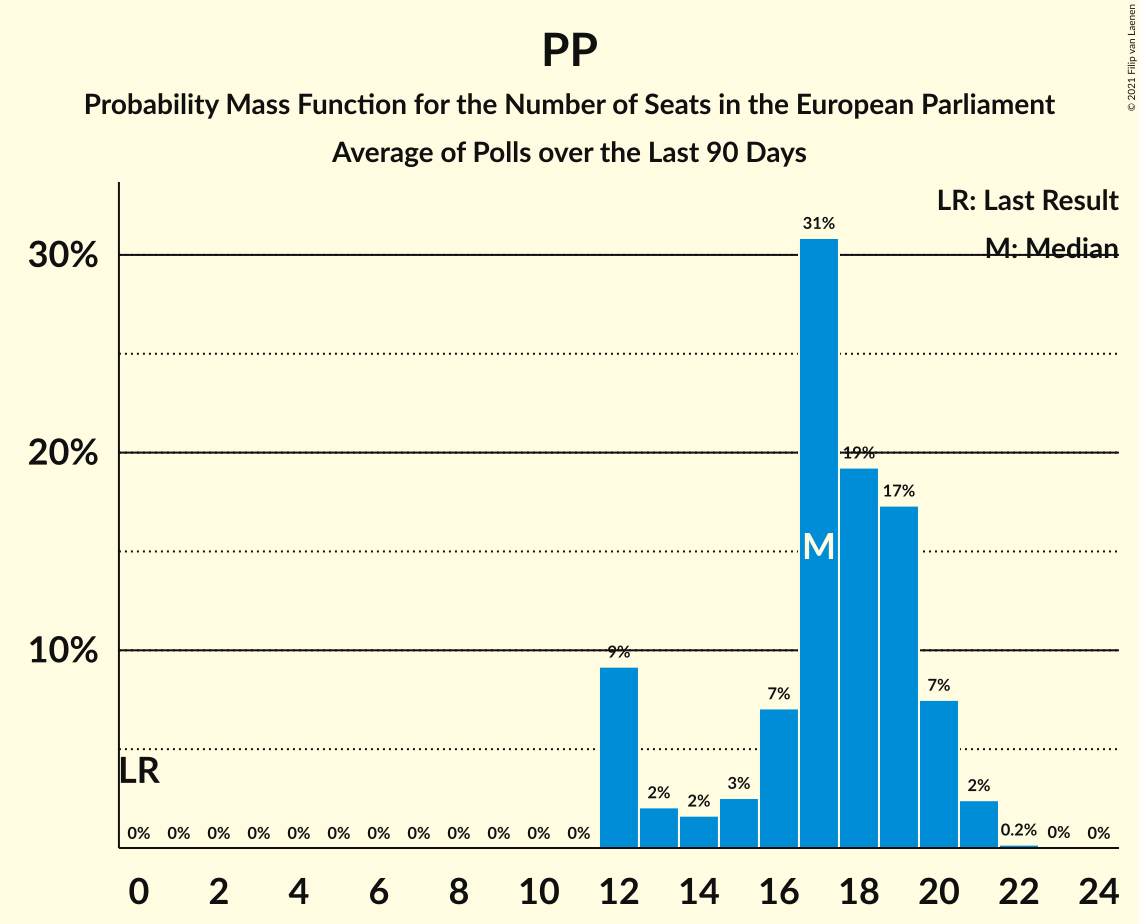 PP
Probability Mass Function for the Number of Seats in the European Parliament
Average of Polls over the Last 90 Days
© 2021 Filip van Laenen
LR: Last Result
M: Median
30%
20%
10%
31%
19%
17%
9%
7%
7%
3%
2%
2%
2%
0.2%
M
LR
0% 0% 0% 0% 0% 0% 0% 0% 0% 0% 0% 0% 0% 0%
0 2 4 6 8 10 12 14 16 18 20 22 24